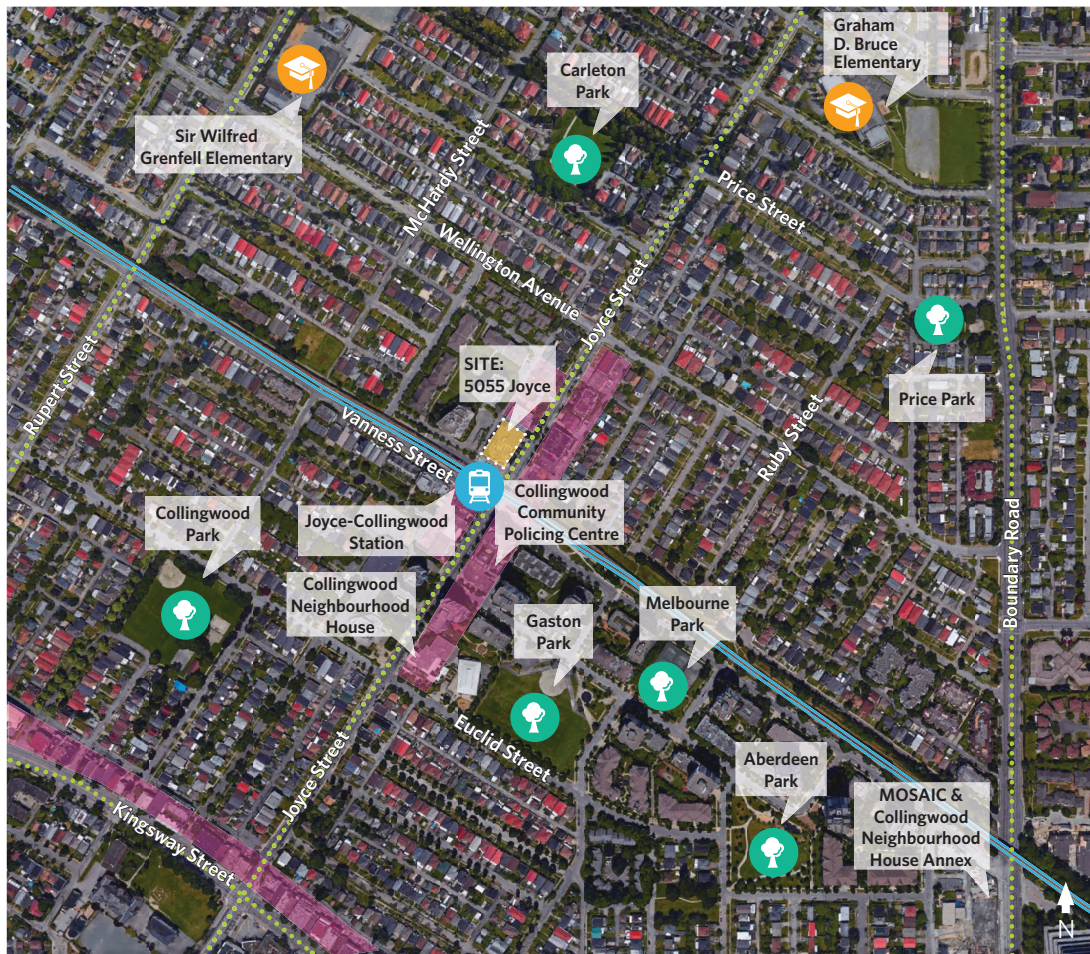 Graham
D. Bruce
Elementary
Carleton
Park
Sir Wilfred
Grenfell Elementary
McHardy Street
Price Street
Wellington Avenue
Joyce Street
SITE:
5055 Joyce
Price Park
Rupert Street
Vanness Street
Ruby Street
Collingwood
Park
Joyce-Collingwood
Station
Collingwood
Community
Policing Centre
Boundary Road
Collingwood
Neighbourhood
House
Gaston
Park
Melbourne
Park
Euclid Street
Joyce Street
Aberdeen
Park
Kingsway Street
MOSAIC &
Collingwood
Neighbourhood
House Annex
N